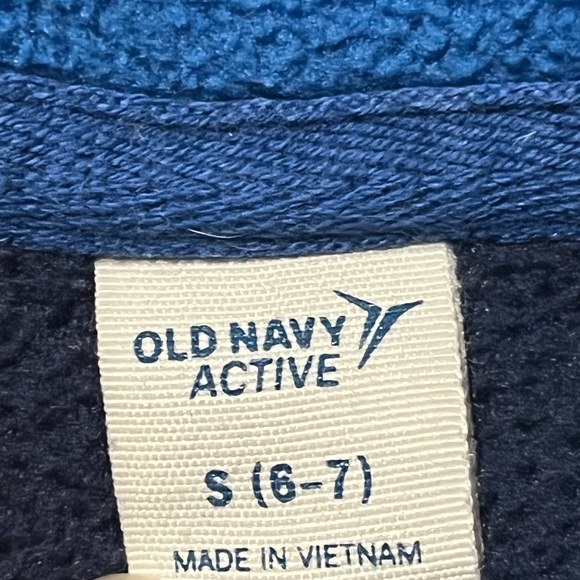 OLD NAVY
ACTIVE
S (6-7)
MADE IN VIETNAM